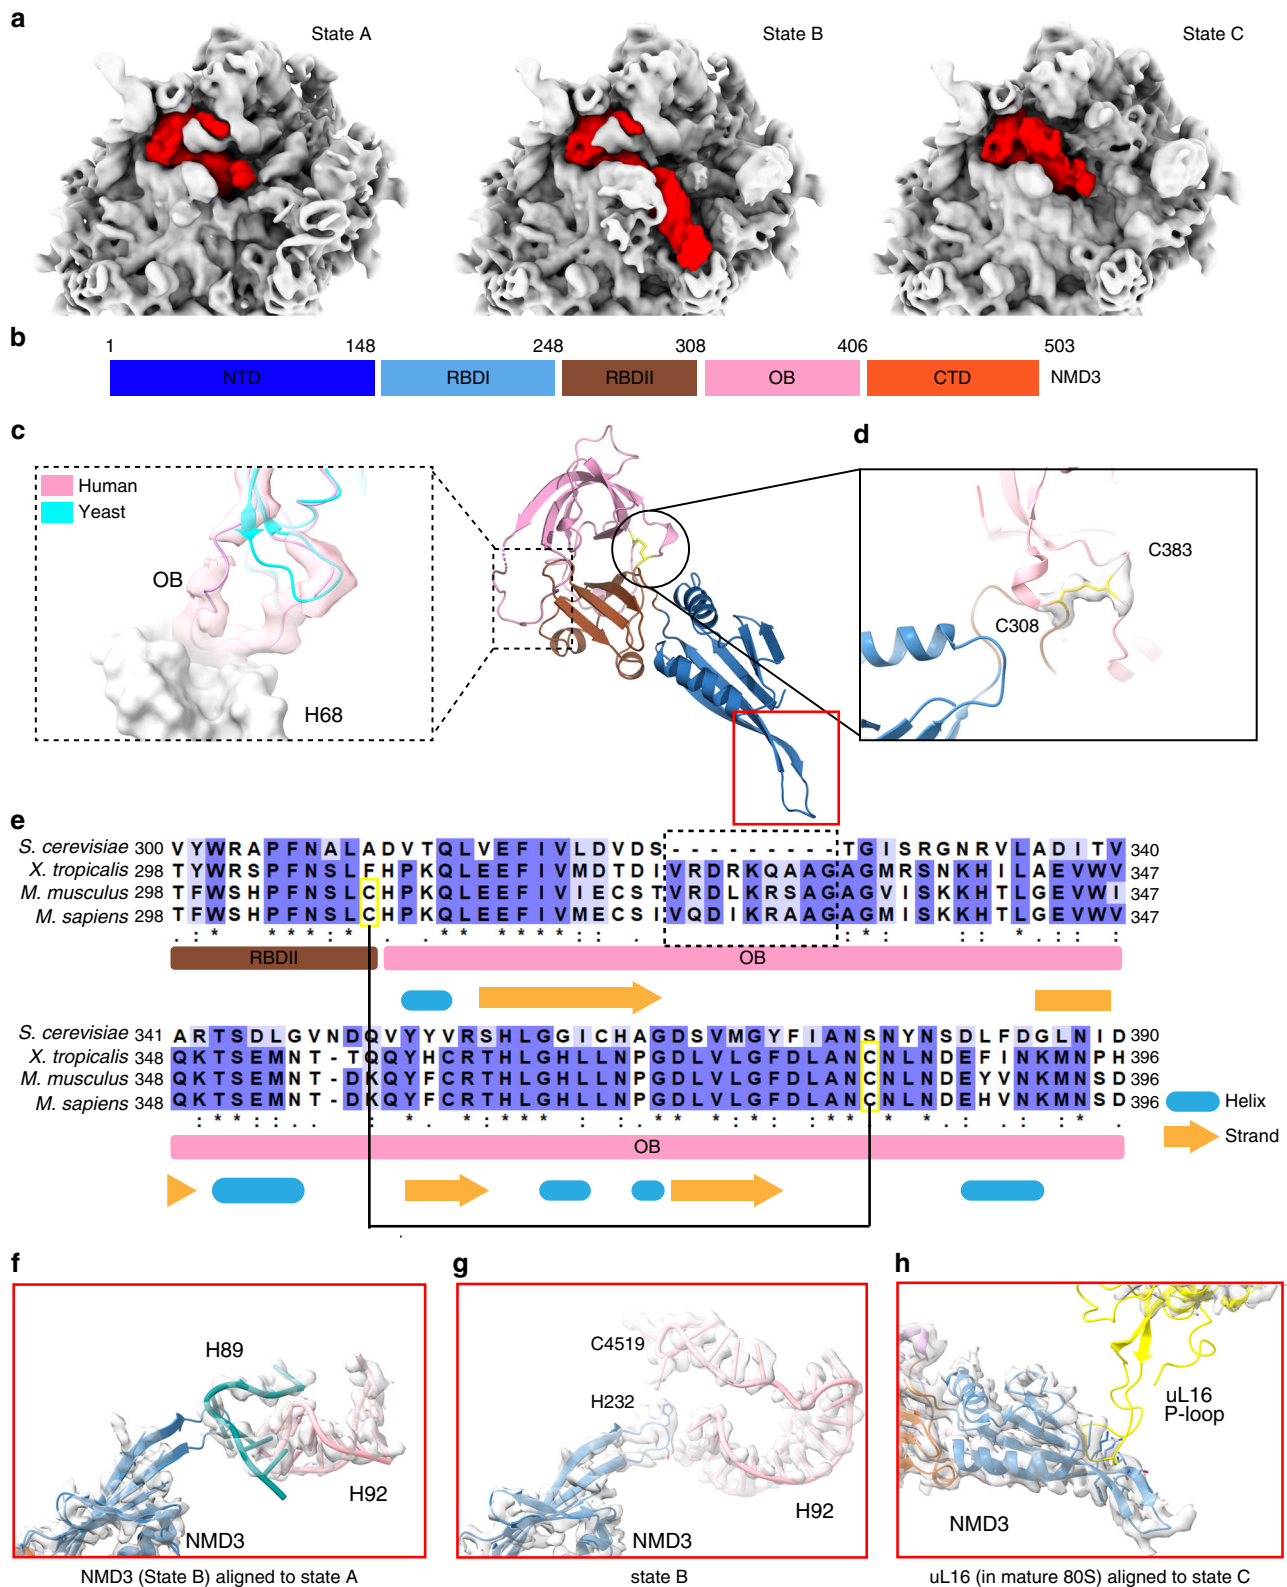 a
State A
State B
State C
b
1 148 248 308 406 503
NTD RBDI RBDII OB CTD NMD3
c
d
Human
Yeast
OB
H68
C383
C308
e
S. cerevisiae 300 VYWRAPFNALADVTQLVEFIVLDVDS---------TGISRGNRVLADITV 340
X. tropicalis 298 TYWRSPFNSLFHPKQLEEFIVMDTDIVRDRKQAAGAGMRSNKHILAEVWV 347
M. musculus 298 TFWSHPFNSLCHPKQLEEFIVIECSTVRDLKRSAGAGVISKKHTLGEVWI 347
M. sapiens 298 TFWSHPFNSLCHPKQLEEFIVMECSIVQDIKRAAGAGMISKKHTLGEVWV 347
RBDII OB
S. cerevisiae 341 ARTSDLGVNDQVYYVRSHLGGICHAGDSVMGYFIANSNYNSDLFDGLNID 390
X. tropicalis 348 QKTSEMNT-TQQYHCRTHLGHLLNPGDLVLGFDLANCNLNDEFINKMNPH 396
M. musculus 348 QKTSEMNT-DKQYFCRTHLGHLLNPGDLVLGFDLANCNLNDEYVNKMNSD 396
M. sapiens 348 QKTSEMNT-DKQYFCRTHLGHLLNPGDLVLGFDLANCNLNDEHVNKMNSD 396
Helix
OB
Strand
f
g
h
H89
H92
NMD3
NMD3 (State B) aligned to state A
C4519
H232
H92
NMD3
state B
uL16
P-loop
NMD3
uL16 (in mature 80S) aligned to state C